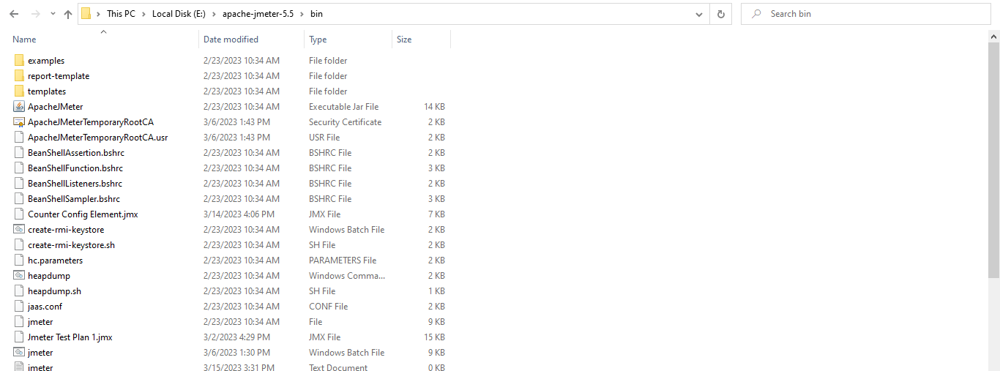 This PC > Local Disk (E:) > apache-jmeter-5.5 > bin
Search bin
Name Date modified Type Size
examples 2/23/2023 10:34 AM File folder
report-template 2/23/2023 10:34 AM File folder
templates 2/23/2023 10:34 AM File folder
ApacheJMeter 2/23/2023 10:34 AM Executable Jar File 14 KB
ApacheJMeterTemporaryRootCA 3/6/2023 1:43 PM Security Certificate 2 KB
ApacheJMeterTemporaryRootCA.usr 3/6/2023 1:43 PM USR File 2 KB
BeanShellAssertion.bshrc 2/23/2023 10:34 AM BSHRC File 2 KB
BeanShellFunction.bshrc 2/23/2023 10:34 AM BSHRC File 3 KB
BeanShellListeners.bshrc 2/23/2023 10:34 AM BSHRC File 2 KB
BeanShellSampler.bshrc 2/23/2023 10:34 AM BSHRC File 3 KB
Counter Config Element.jmx 3/14/2023 4:06 PM JMX File 7 KB
create-rmi-keystore 2/23/2023 10:34 AM Windows Batch File 2 KB
create-rmi-keystore.sh 2/23/2023 10:34 AM SH File 2 KB
hc.parameters 2/23/2023 10:34 AM PARAMETERS File 2 KB
heapdump 2/23/2023 10:34 AM Windows Comma... 2 KB
heapdump.sh 2/23/2023 10:34 AM SH File 1 KB
jaas.conf 2/23/2023 10:34 AM CONF File 2 KB
jmeter 2/23/2023 10:34 AM File 9 KB
Jmeter Test Plan 1.jmx 3/2/2023 4:29 PM JMX File 15 KB
jmeter 3/6/2023 1:30 PM Windows Batch File 9 KB
jmeter 3/15/2023 3:31 PM Text Document 0 KB